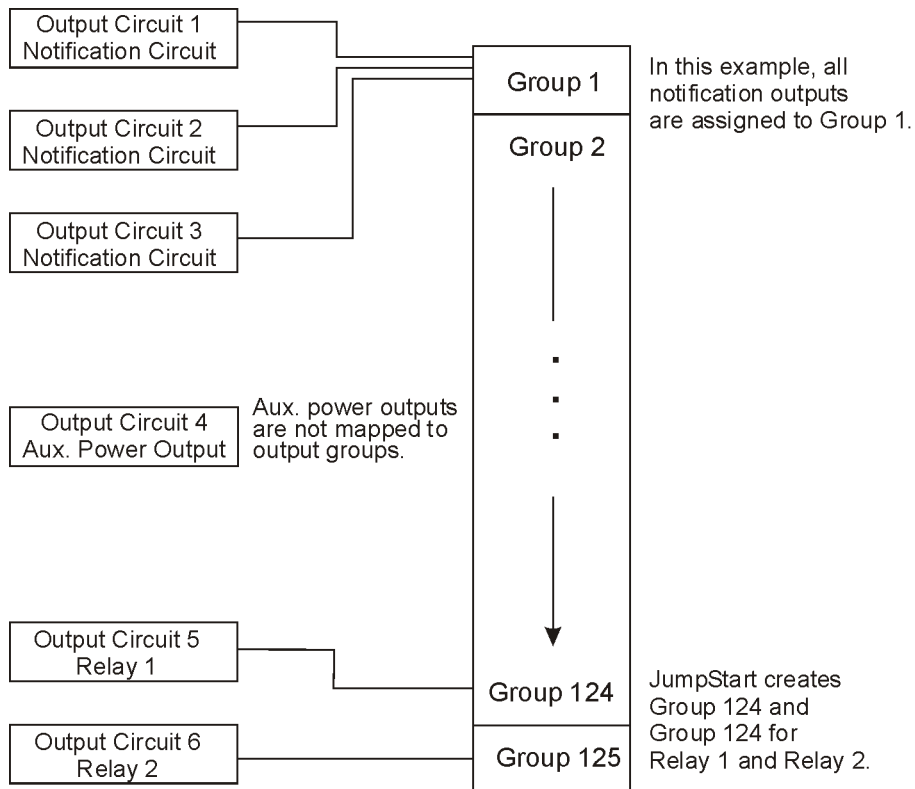 Output Circuit 1
Notification Circuit
Output Circuit 2
Notification Circuit
Output Circuit 3
Notification Circuit
Output Circuit 4
Aux. Power Output
Aux. power outputs
are not mapped to
output groups.
Output Circuit 5
Relay 1
Output Circuit 6
Relay 2
Group 1
Group 2
Group 124
Group 125
In this example, all
notification outputs
are assigned to Group 1.
JumpStart creates
Group 124 and
Group 124 for
Relay 1 and Relay 2.